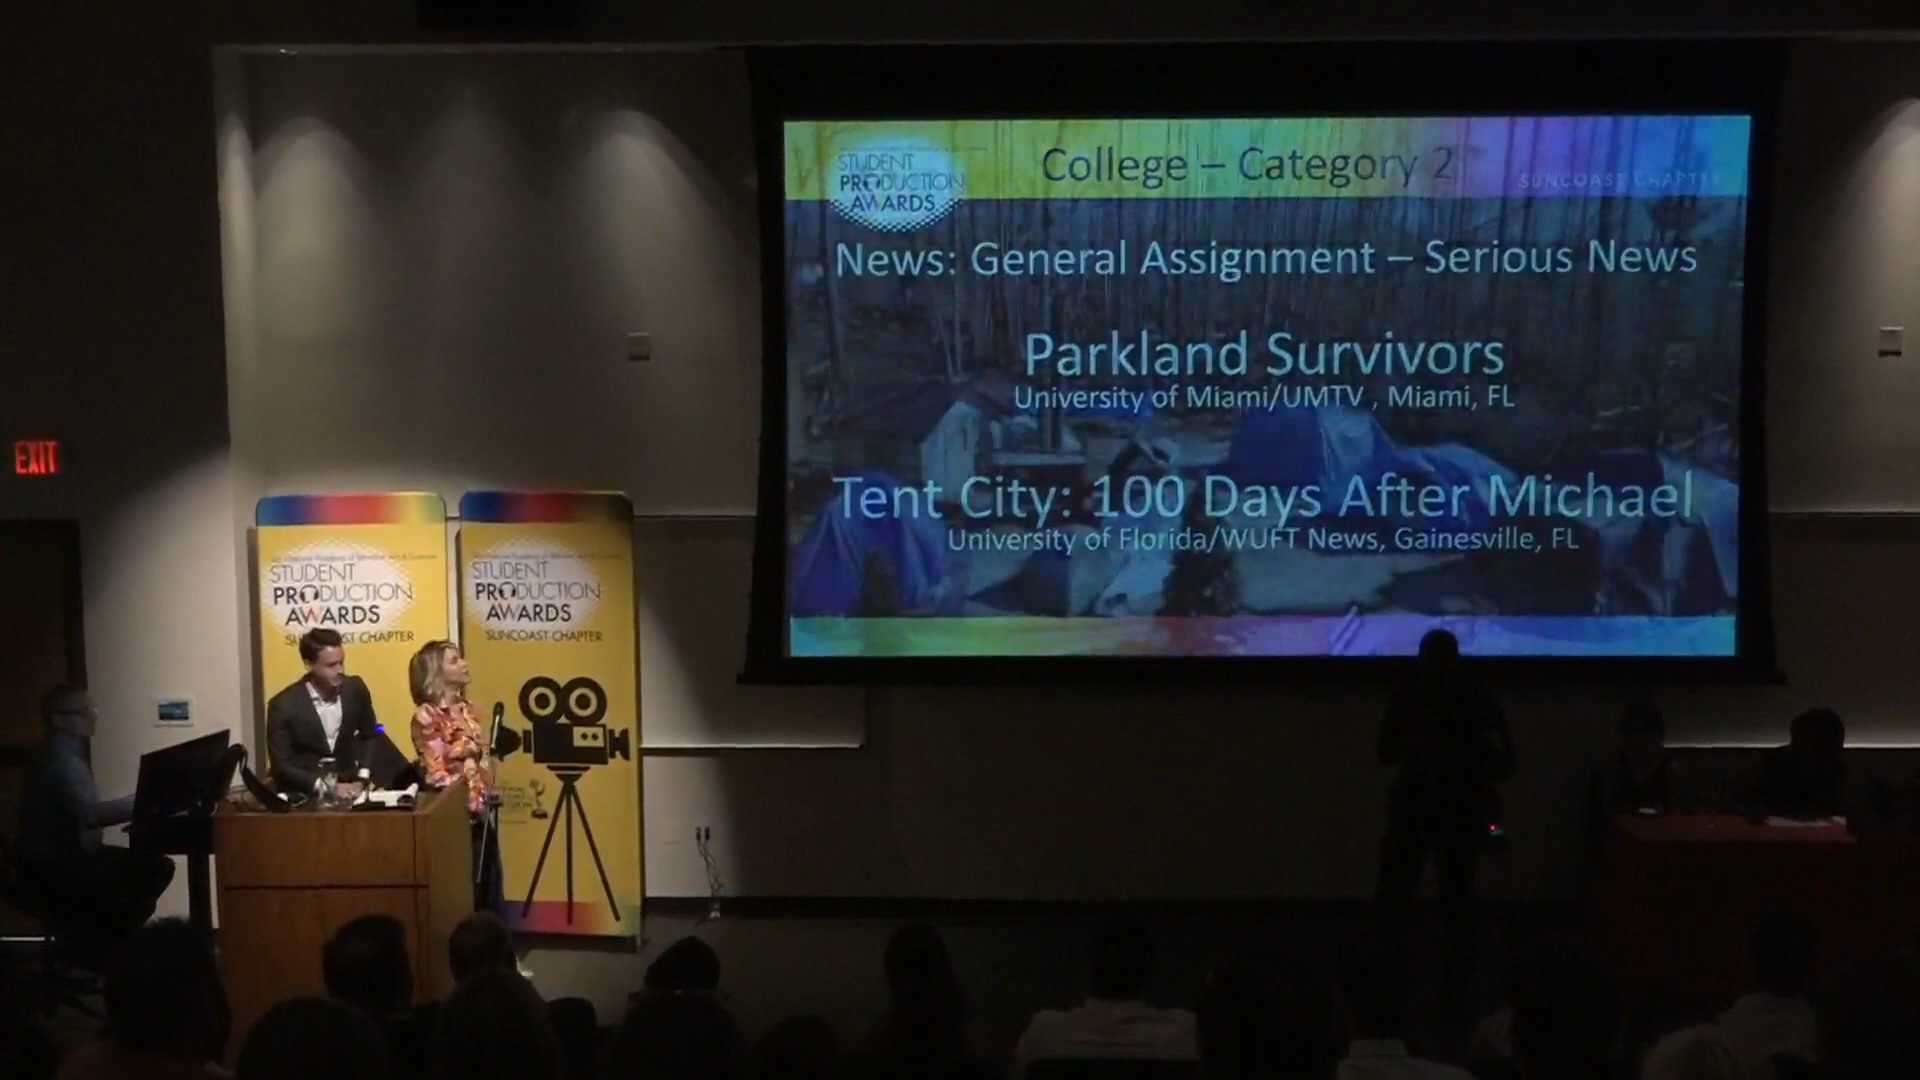 STUDENT
PRODUCTION
AWARDS
College – Category 2
SUNCOAST CHAPTER
News: General Assignment – Serious News
Parkland Survivors
University of Miami/UMTV , Miami, FL
Tent City: 100 Days After Michael
University of Florida/WUFT News, Gainesville, FL
EXIT
STUDENT
PRODUCTION
AWARDS
SUNCOAST CHAPTER
STUDENT
PRODUCTION
AWARDS
SUNCOAST CHAPTER